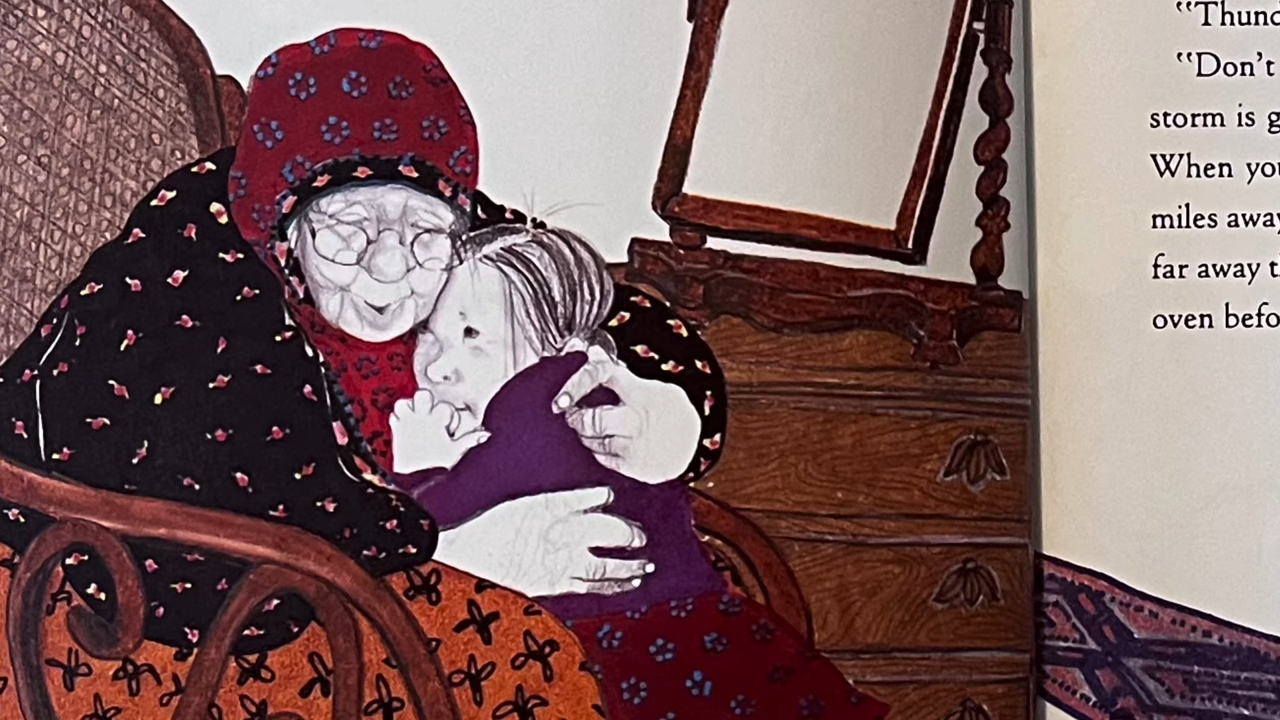 “Thund
“Don’t
storm is g
When you
miles away
far away t
oven befo